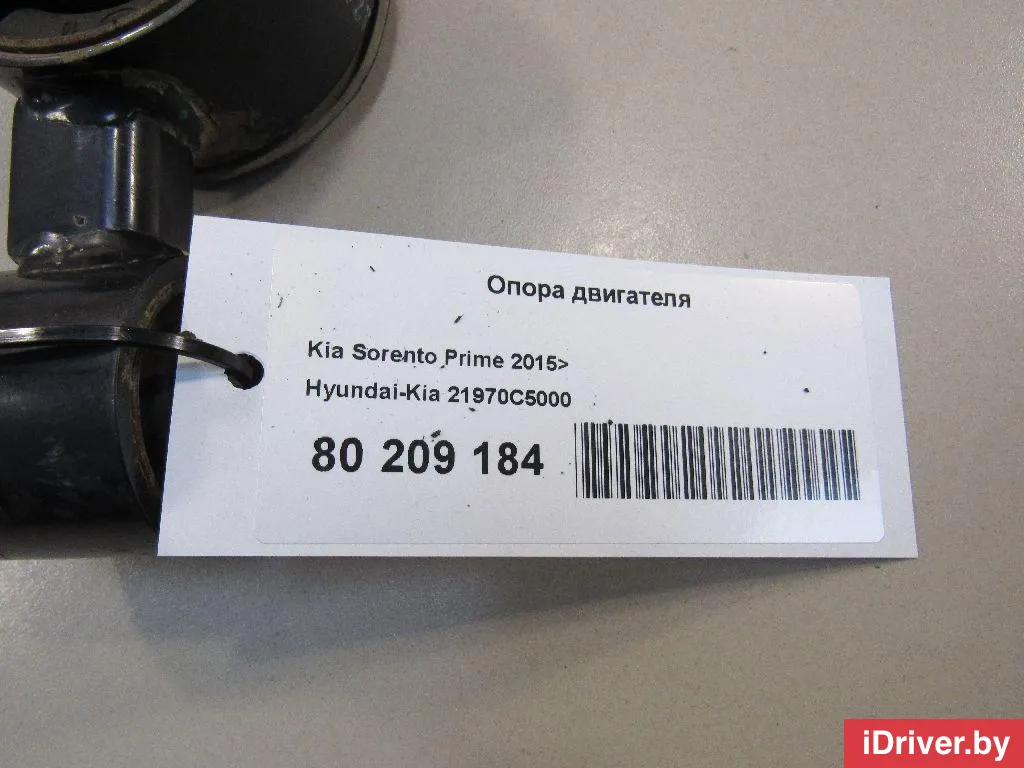 Опора двигателя
Kia Sorento Prime 2015>
Hyundai-Kia 21970C5000
80 209 184
iDriver.by